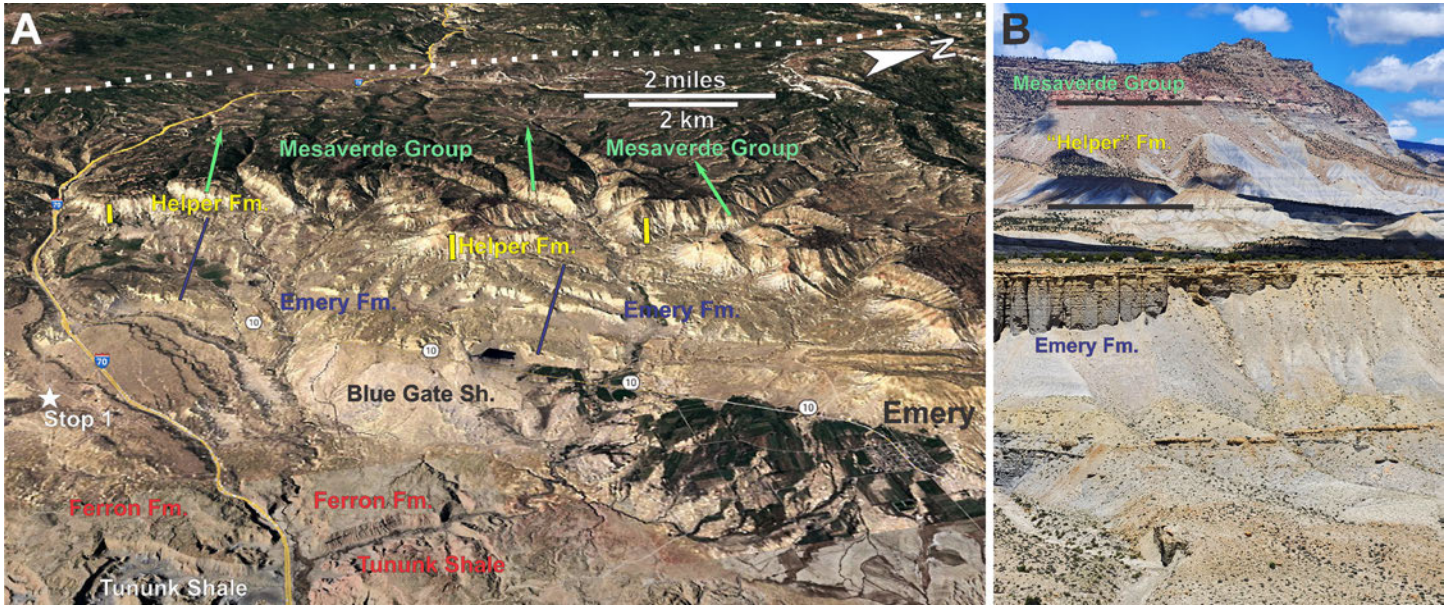 A
N
2 miles
2 km
Mesaverde Group
Mesaverde Group
70
Helper Fm.
Helper Fm.
Emery Fm.
Emery Fm.
10
10
70
10
Blue Gate Sh.
10
Emery
Stop 1
Ferron Fm.
Ferron Fm.
Tununk Shale
Tununk Shale
B
Mesaverde Group
"Helper" Fm.
Emery Fm.